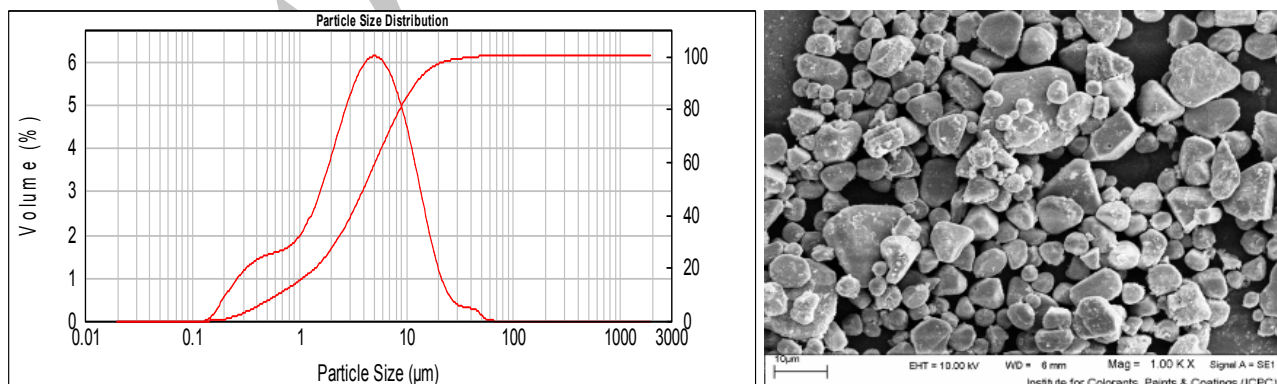 Particle Size Distribution
Volume (%)
6
5
4
3
2
1
0
100
80
60
40
20
0
0.01 0.1 1 10 100 1000 3000
Particle Size (µm)
10µm
EHT = 10.00 kV WD = 6 mm Mag = 1.00 K X Signal A = SE1
Institute for Colorants, Paints & Coatings (ICPC)